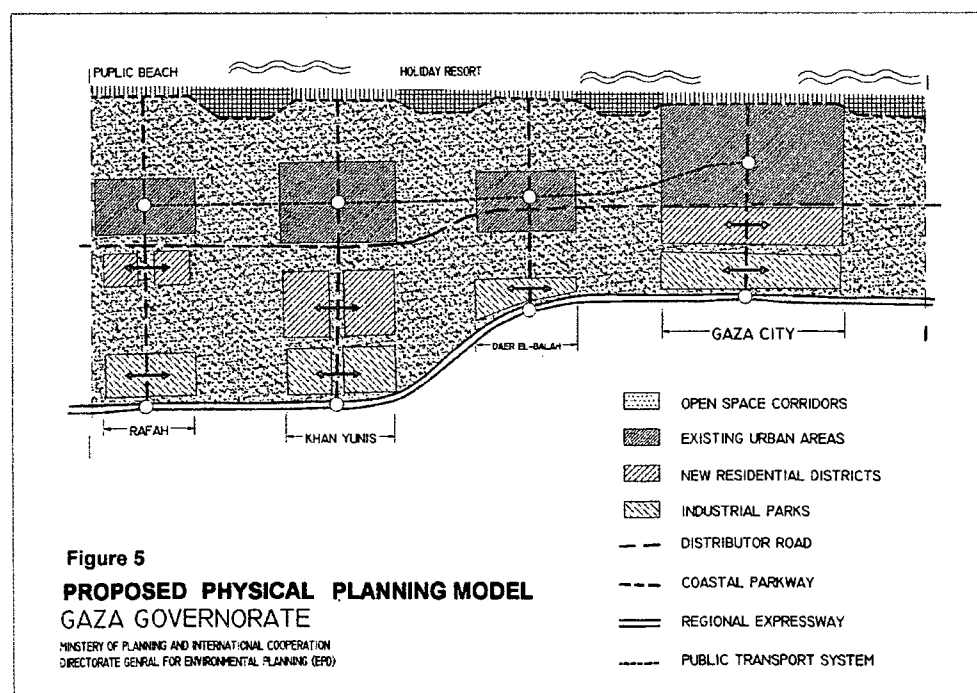 PUPLIC BEACH
HOLIDAY RESORT
GAZA CITY
DAER EL-BALAH
RAFAH
KHAN YUNIS
OPEN SPACE CORRIDORS
EXISTING URBAN AREAS
NEW RESIDENTIAL DISTRICTS
INDUSTRIAL PARKS
DISTRIBUTOR ROAD
COASTAL PARKWAY
REGIONAL EXPRESSWAY
PUBLIC TRANSPORT SYSTEM
Figure 5
PROPOSED PHYSICAL PLANNING MODEL
GAZA GOVERNORATE
MINSTERY OF PLANNING AND INTERNATIONAL COOPERATION
DIRECTORATE GENRAL FOR ENVIRONMENTAL PLANNING (EPD)